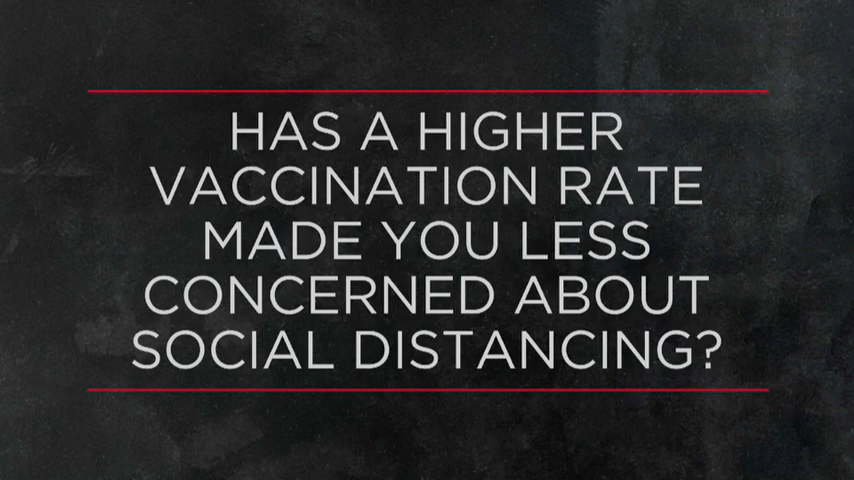 HAS A HIGHER
VACCINATION RATE
MADE YOU LESS
CONCERNED ABOUT
SOCIAL DISTANCING?